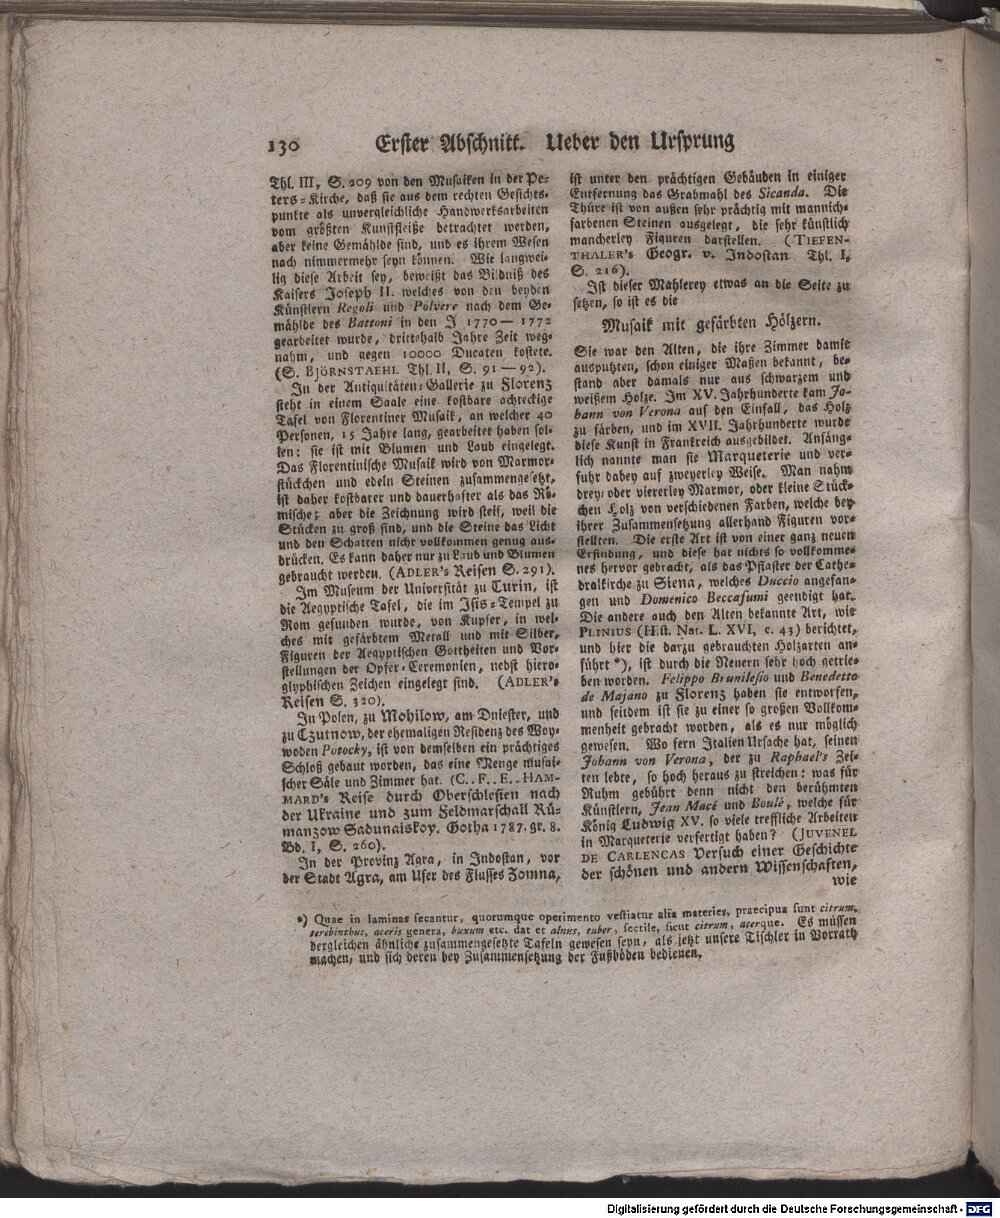 130 Erster Abschnitt. Ueber den Ursprung
Thl. III, S. 209 von den Musaiken in der Pe-
ters-Kirche, daß sie aus dem rechten Gesichts-
punkte als unvergleichliche Handwerksarbeiten
vom größten Kunstfleiße betrachtet werden,
aber keine Gemählde sind, und es ihrem Wesen
nach nimmermehr seyn können. Wie langwei-
lig diese Arbeit sey, beweißt das Bildniß des
Kaisers Joseph II. welches von den beyden
Künstlern Regoli und Polvere nach dem Ge-
mählde des Battoni in den J 1770—1772
gearbeitet wurde, drittehalb Jahre Zeit weg-
nahm, und gegen 10000 Ducaten kostete.
(S. BJÖRNSTAEHL Thl. II, S. 91—92).
In der Antiquitäten-Gallerie zu Florenz
steht in einem Saale eine kostbare achteckige
Tafel von Florentiner Musaik, an welcher 40
Personen, 15 Jahre lang, gearbeitet haben sol-
len: sie ist mit Blumen und Laub eingelegt.
Das Florentinische Musaik wird von Marmor-
stückchen und edeln Steinen zusammengesetzt,
ist daher kostbarer und dauerhafter als das Rö-
mische; aber die Zeichnung wird steif, weil die
Stücken zu groß sind, und die Steine das Licht
und den Schatten nicht vollkommen genug aus-
drücken. Es kann daher nur zu Laub und Blumen
gebraucht werden. (ADLER's Reisen S. 291).
Im Museum der Universität zu Turin, ist
die Aegyptische Tafel, die im Isis-Tempel zu
Rom gefunden wurde, von Kupfer, in wel-
ches mit gefärbtem Metall und mit Silber,
Figuren der Aegyptischen Gottheiten und Vor-
stellungen der Opfer-Ceremonien, nebst hiero-
glyphischen Zeichen eingelegt sind. (ADLER's
Reisen S. 320).
In Polen, zu Mohilow, am Dniester, und
zu Czutnow, der ehemaligen Residenz des Woy-
woden Potocky, ist von demselben ein prächtiges
Schloß gebaut worden, das eine Menge musai-
scher Säle und Zimmer hat. (C.. F.. E.. HAM-
MARD's Reise durch Oberschlesien nach
der Ukraine und zum Feldmarschall Rü-
manzow Sadunaiskoy. Gotha 1787. gr. 8.
Bd. I, S. 260).
In der Provinz Agra, in Indostan, vor
der Stadt Agra, am Ufer des Flusses Zomna,
ist unter den prächtigen Gebäuden in einiger
Entfernung das Grabmahl des Sicanda. Die
Thüre ist von außen sehr prächtig mit mannich-
farbenen Steinen ausgelegt, die sehr künstlich
mancherley Figuren darstellen. (TIEFEN-
THALER's Geogr. v. Indostan Thl. I,
S. 216).
Ist dieser Mahlerey etwas an die Seite zu
setzen, so ist es die
Musaik mit gefärbten Hölzern.
Sie war den Alten, die ihre Zimmer damit
ausputzten, schon einiger Maßen bekannt, be-
stand aber damals nur aus schwarzem und
weißem Holze. Im XV. Jahrhunderte kam Jo-
hann von Verona auf den Einfall, das Holz
zu färben, und im XVII. Jahrhunderte wurde
diese Kunst in Frankreich ausgebildet. Anfäng-
lich nannte man sie Marqueterie und ver-
fuhr dabey auf zweyerley Weise. Man nahm
drey- oder viererley Marmor, oder kleine Stück-
chen Holz von verschiedenen Farben, welche bey
ihrer Zusammensetzung allerhand Figuren vor-
stellten. Die erste Art ist von einer ganz neuen
Erfindung, und diese hat nichts so vollkomme-
nes hervor gebracht, als das Pflaster der Cathe-
dralkirche zu Siena, welches Duccio angefan-
gen und Domenico Beccafumi geendigt hat.
Die andere auch den Alten bekannte Art, wie
PLINIUS (Hist. Nat. L. XVI, c. 43) berichtet,
und hier die darzu gebrauchten Holzarten an-
führt *), ist durch die Neuern sehr hoch getrie-
ben worden. Felippo Brunilesio und Benedetto
de Majano zu Florenz haben sie entworfen,
und seitdem ist sie zu einer so großen Vollkom-
menheit gebracht worden, als es nur möglich
gewesen. Wo fern Italien Ursache hat, seinen
Johann von Verona, der zu Raphael's Zei-
ten lebte, so hoch heraus zu streichen: was für
Ruhm gebührt denn nicht den berühmten
Künstlern, Jean Macé und Boulé, welche für
König Ludwig XV. so viele treffliche Arbeiten
in Marqueterie verfertigt haben? (JUVENEL
DE CARLENCAS Versuch einer Geschichte
der schönen und andern Wissenschaften,
wie
*) Quae in laminas secantur, quorumque operimento vestiatur alia materies, praecipua sunt citrum,
terebinthus, aceris genera, buxum etc. dat et alnus, tuber, sectile, sicut citrum, acerque. Es müssen
dergleichen ähnliche zusammengesetzte Tafeln gewesen seyn, als jetzt unsere Tischler in Vorrath
machen, und sich deren bey Zusammensetzung der Fußböden bedienen.
Digitalisierung gefördert durch die Deutsche Forschungsgemeinschaft - DFG